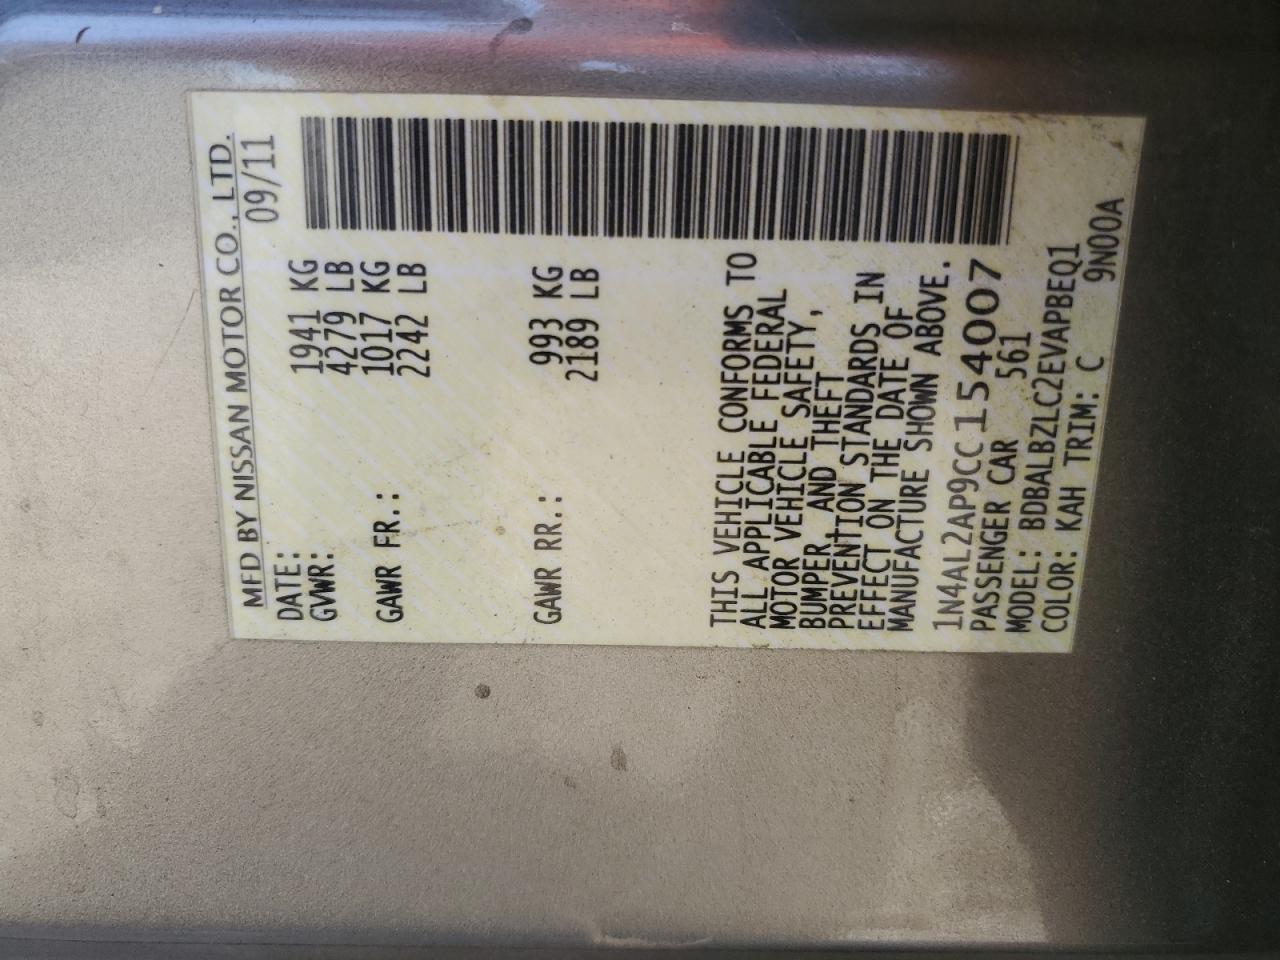 MFD BY NISSAN MOTOR CO., LTD.
DATE: 09/11
GVWR: 1941 KG
4279 LB
GAWR FR.: 1017 KG
2242 LB
GAWR RR.: 993 KG
2189 LB
THIS VEHICLE CONFORMS TO
ALL APPLICABLE FEDERAL
MOTOR VEHICLE SAFETY,
BUMPER, AND THEFT
PREVENTION STANDARDS IN
EFFECT ON THE DATE OF
MANUFACTURE SHOWN ABOVE.
1N4AL2AP9CC154007
PASSENGER CAR 561
MODEL: BDBALBZLC2EVAPBEQ1
COLOR: KAH TRIM: C 9N00A